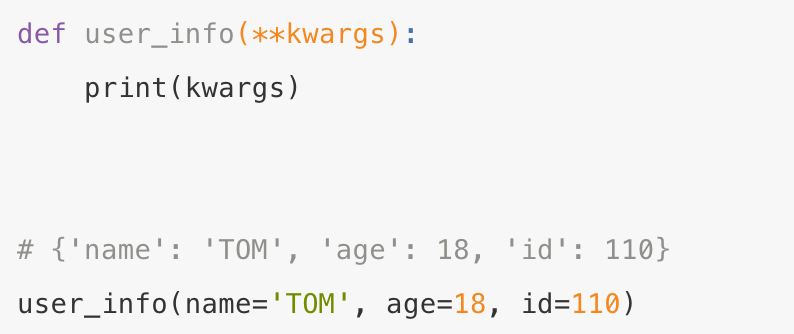 def user_info(**kwargs):
    print(kwargs)
# {'name': 'TOM', 'age': 18, 'id': 110}
user_info(name='TOM', age=18, id=110)